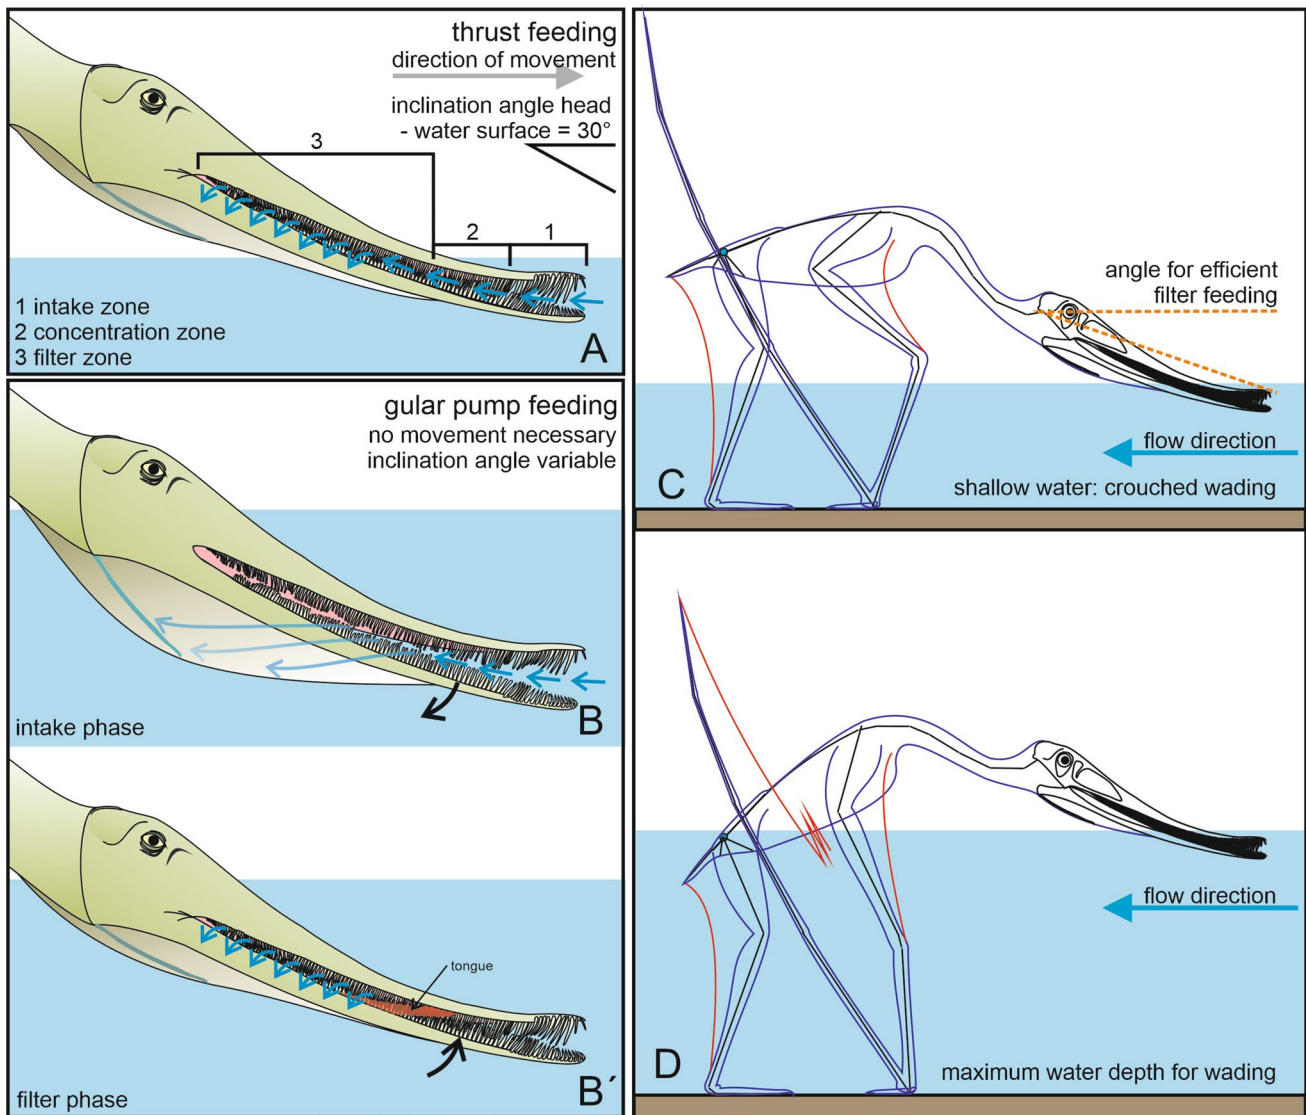 thrust feeding
direction of movement
inclination angle head
- water surface = 30°
3
2
1
1 intake zone
2 concentration zone
3 filter zone
A
gular pump feeding
no movement necessary
inclination angle variable
intake phase
B
tongue
filter phase
B´
angle for efficient
filter feeding
flow direction
C
shallow water: crouched wading
flow direction
D
maximum water depth for wading